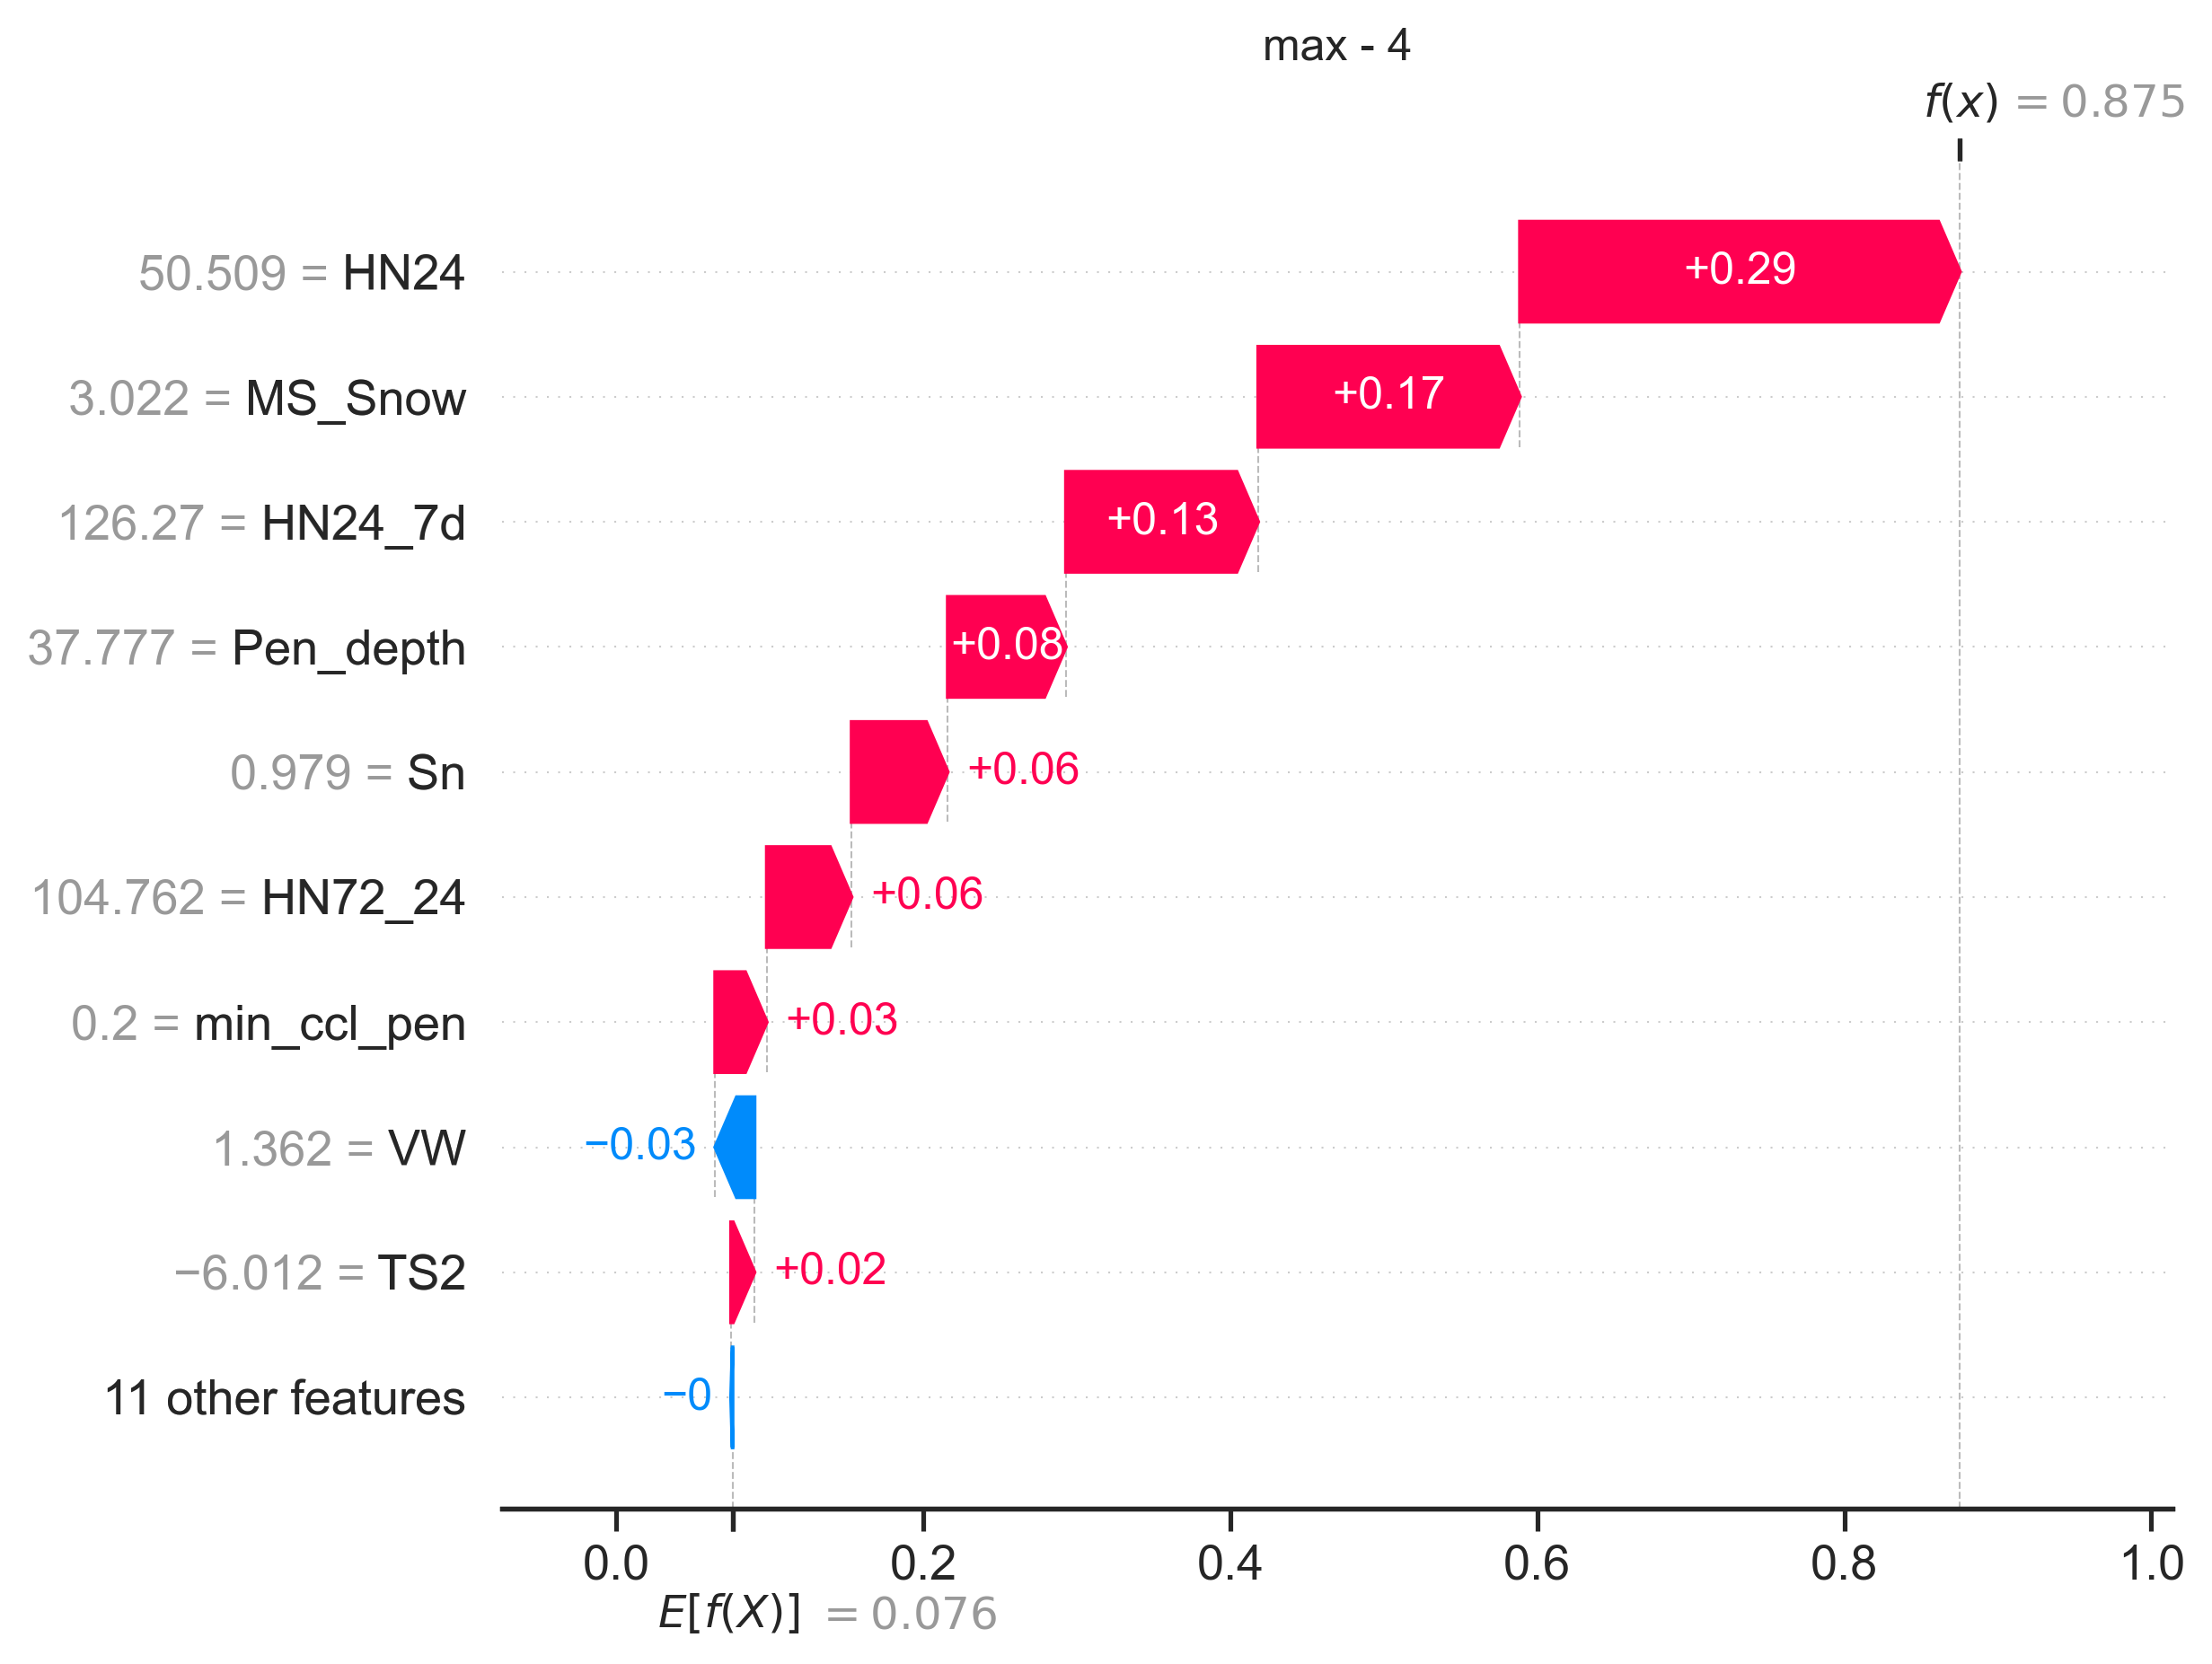 max - 4
f(x) = 0.875
50.509 = HN24 +0.29
3.022 = MS_Snow +0.17
126.27 = HN24_7d +0.13
37.777 = Pen_depth +0.08
0.979 = Sn +0.06
104.762 = HN72_24 +0.06
0.2 = min_ccl_pen +0.03
1.362 = VW −0.03
−6.012 = TS2 +0.02
11 other features −0
0.0 0.2 0.4 0.6 0.8 1.0
E[f(X)] = 0.076